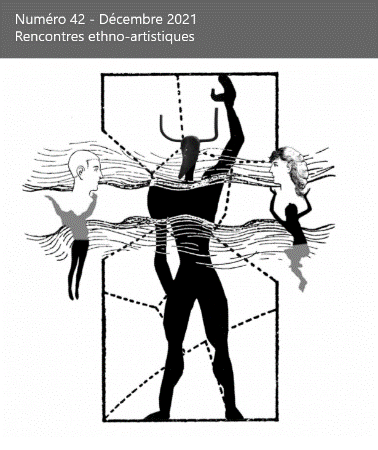 Numéro 42 - Décembre 2021
Rencontres ethno-artistiques